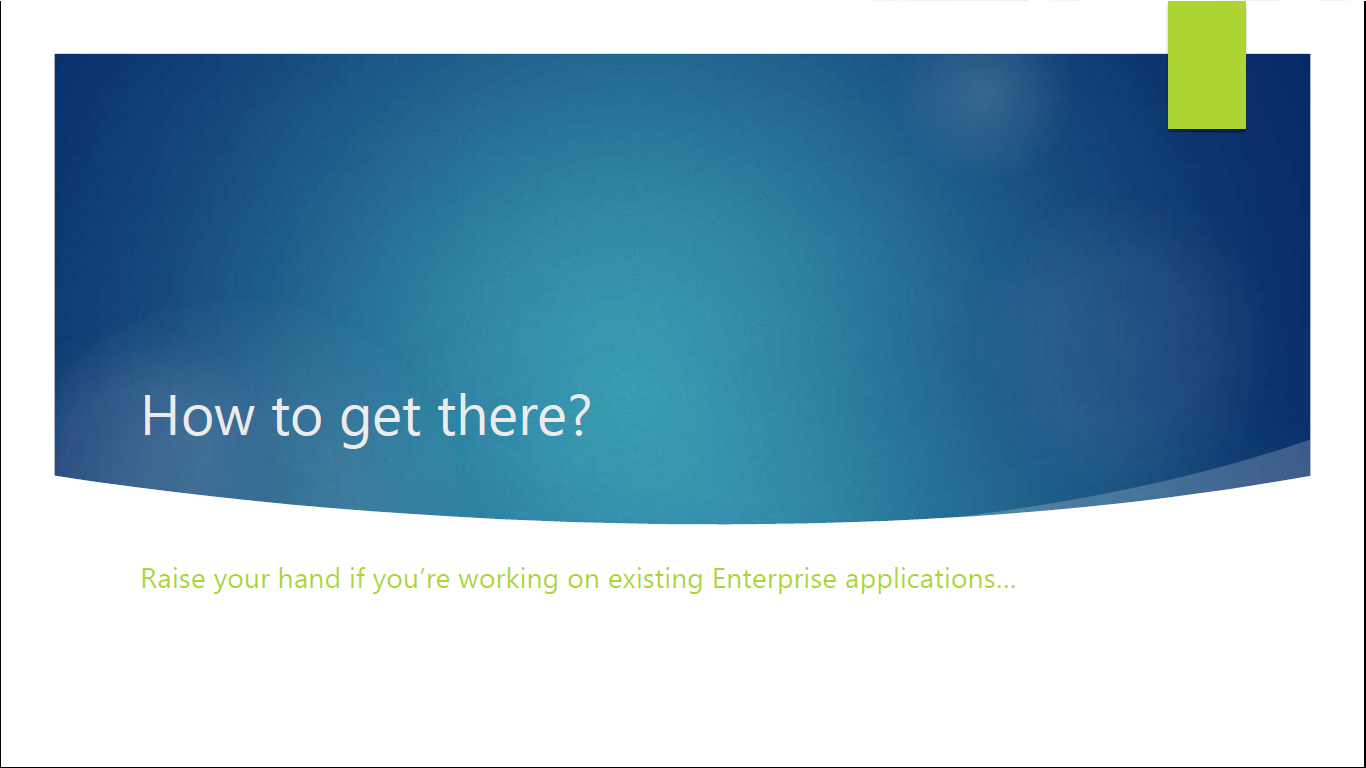 How to get there?
Raise your hand if you’re working on existing Enterprise applications…